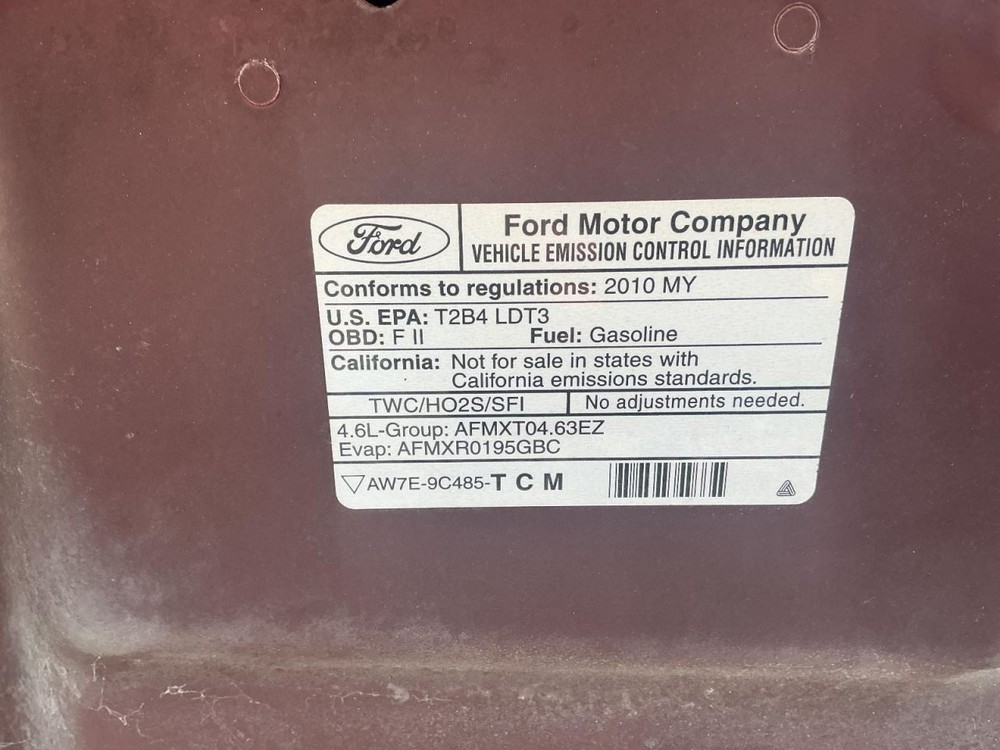 Ford
Ford Motor Company
VEHICLE EMISSION CONTROL INFORMATION
Conforms to regulations: 2010 MY
U.S. EPA: T2B4 LDT3
OBD: F II Fuel: Gasoline
California: Not for sale in states with
California emissions standards.
TWC/HO2S/SFI No adjustments needed.
4.6L-Group: AFMXT04.63EZ
Evap: AFMXR0195GBC
▽AW7E-9C485-T C M